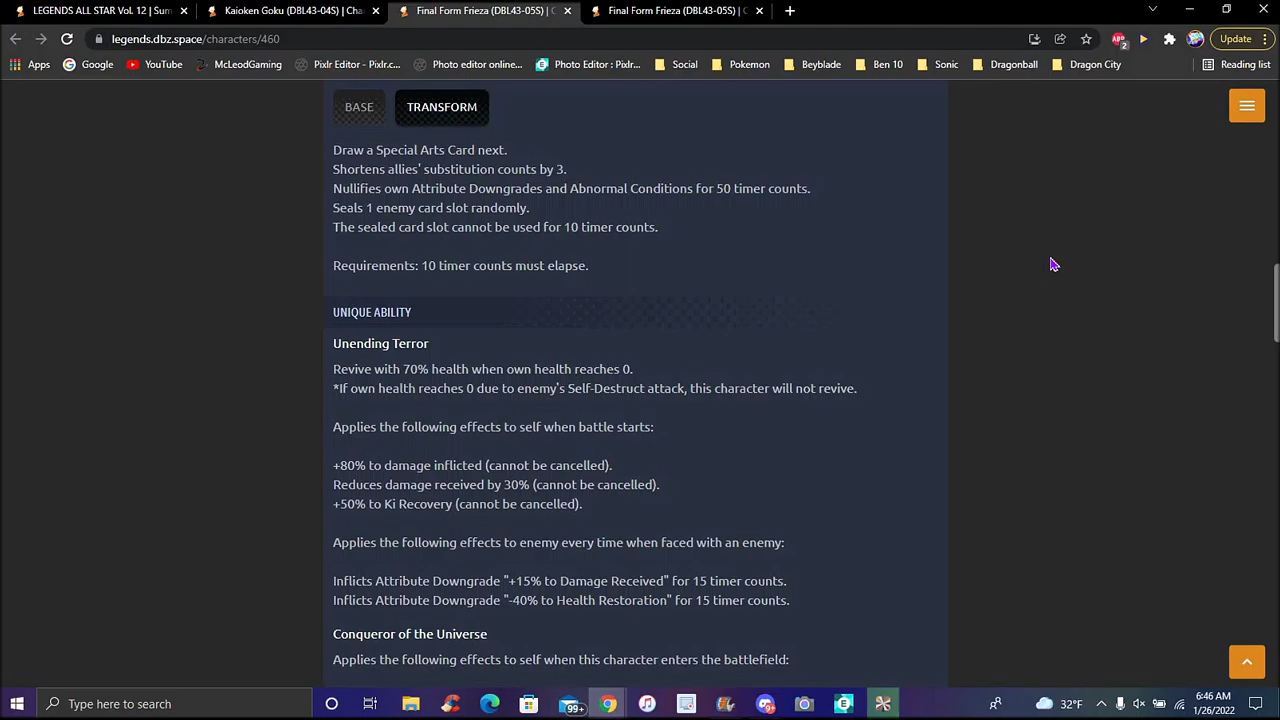 LEGENDS ALL STAR Vol. 12 | Sum
Kaioken Goku (DBL43-04S) | Cha
Final Form Frieza (DBL43-05S) | C
Final Form Frieza (DBL43-05S) | C
legends.dbz.space/characters/460
2
Update
Apps
Google
YouTube
McLeodGaming
Pixlr Editor - Pixlr.c...
Photo editor online...
Photo Editor : Pixlr...
Social
Pokemon
Beyblade
Ben 10
Sonic
Dragonball
Dragon City
Reading list
BASE
TRANSFORM
Draw a Special Arts Card next.
Shortens allies' substitution counts by 3.
Nullifies own Attribute Downgrades and Abnormal Conditions for 50 timer counts.
Seals 1 enemy card slot randomly.
The sealed card slot cannot be used for 10 timer counts.
Requirements: 10 timer counts must elapse.
UNIQUE ABILITY
Unending Terror
Revive with 70% health when own health reaches 0.
*If own health reaches 0 due to enemy's Self-Destruct attack, this character will not revive.
Applies the following effects to self when battle starts:
+80% to damage inflicted (cannot be cancelled).
Reduces damage received by 30% (cannot be cancelled).
+50% to Ki Recovery (cannot be cancelled).
Applies the following effects to enemy every time when faced with an enemy:
Inflicts Attribute Downgrade "+15% to Damage Received" for 15 timer counts.
Inflicts Attribute Downgrade "-40% to Health Restoration" for 15 timer counts.
Conqueror of the Universe
Applies the following effects to self when this character enters the battlefield:
Type here to search
99+
32°F
6:46 AM
1/26/2022